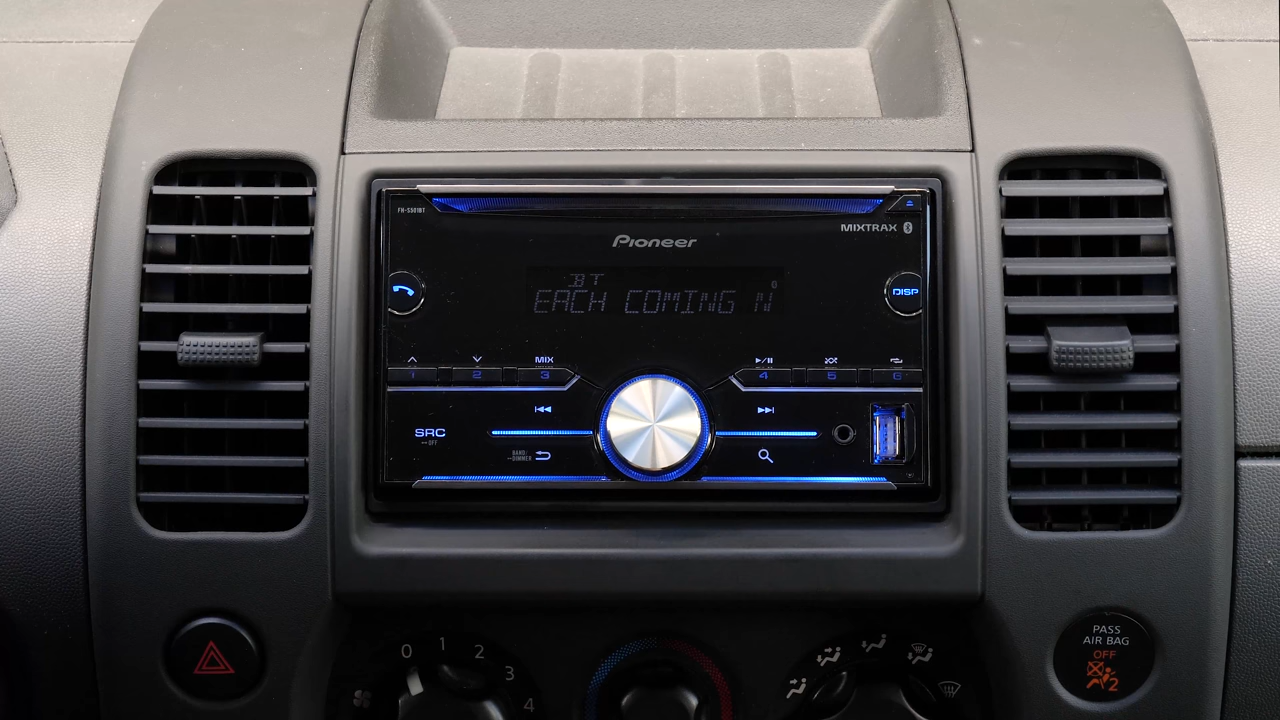 FH-S501BT
MIXTRAX
Pioneer
BT
EACH COMING N
DISP
MIX
1 2 3 4 5 6
SRC
OFF
BAND/
DIMMER
PASS
AIR BAG
OFF
2
0 1 2 3 4